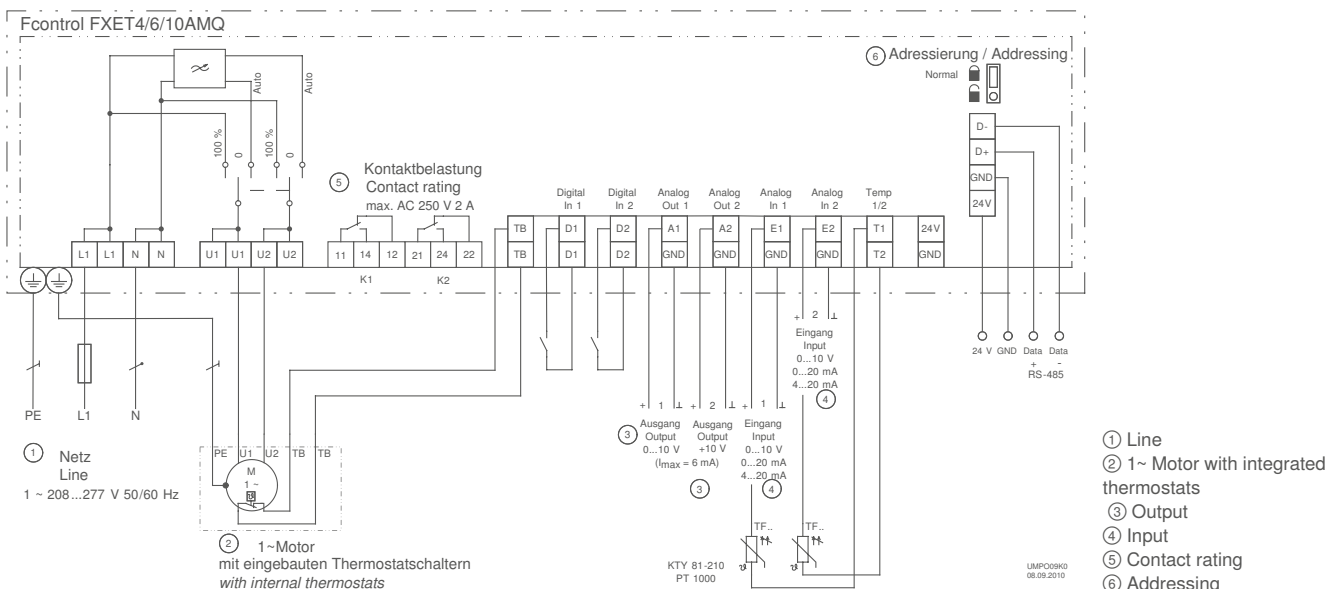 Fcontrol FXET4/6/10AMQ
Auto
Auto
100 %
0
100 %
0
5 Kontaktbelastung
Contact rating
max. AC 250 V 2 A
6 Adressierung / Addressing
Normal
D-
D+
GND
24V
Digital In 1
Digital In 2
Analog Out 1
Analog Out 2
Analog In 1
Analog In 2
Temp 1/2
L1 L1 N N U1 U1 U2 U2 11 14 12 21 24 22
TB D1 D2 A1 A2 E1 E2 T1 24V
TB D1 D2 GND GND GND GND T2 GND
K1 K2
PE L1 N
1 Netz
Line
1 ~ 208...277 V 50/60 Hz
PE U1 U2 TB TB
M
1 ~
2 1~Motor
mit eingebauten Thermostatschaltern
with internal thermostats
+ 1 ⊥
3 Ausgang
Output
0...10 V
(Imax = 6 mA)
+ 2 ⊥
Ausgang
Output
+10 V
3
+ 1 ⊥
Eingang
Input
0...10 V
0...20 mA
4...20 mA
4
+ 2 ⊥
Eingang
Input
0...10 V
0...20 mA
4...20 mA
4
TF..
TF..
KTY 81-210
PT 1000
24 V GND Data + Data -
RS-485
UMPO09K0
08.09.2010
① Line
② 1~ Motor with integrated
thermostats
③ Output
④ Input
⑤ Contact rating
⑥ Addressing